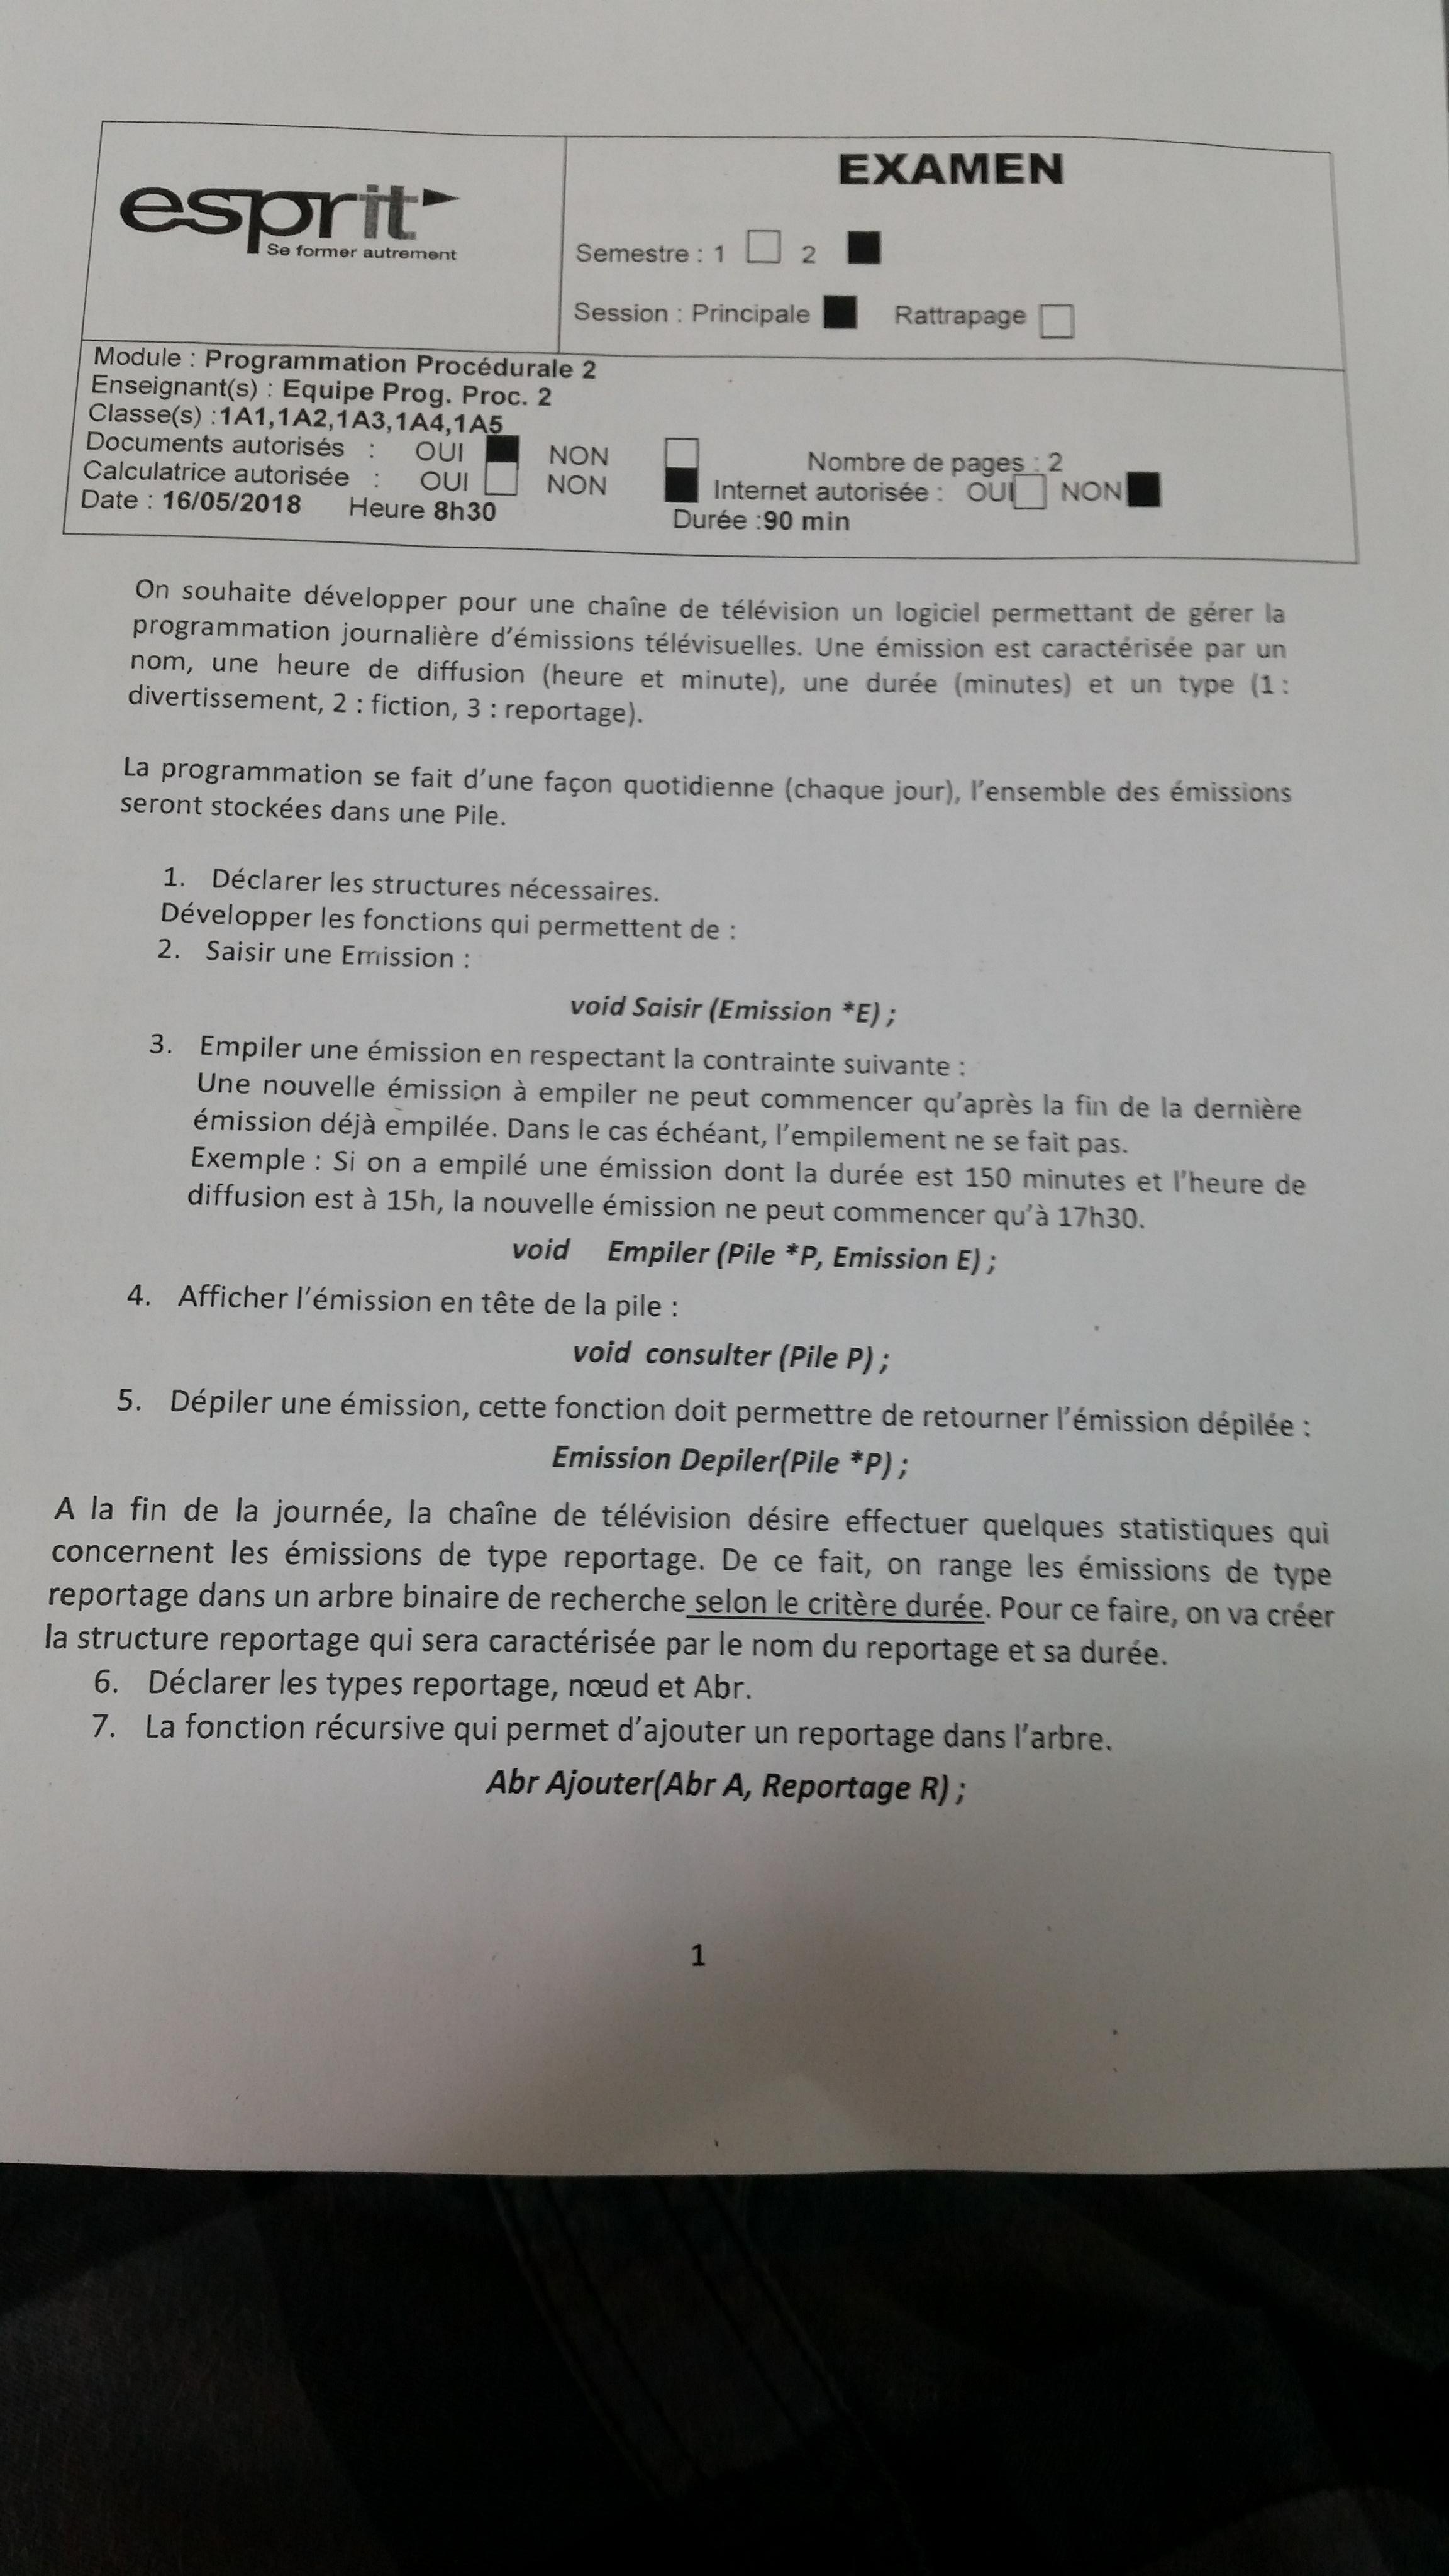 esprit
Se former autrement
EXAMEN
Semestre : 1 2
Session : Principale Rattrapage
Module : Programmation Procédurale 2
Enseignant(s) : Equipe Prog. Proc. 2
Classe(s) :1A1,1A2,1A3,1A4,1A5
Documents autorisés : OUI NON Nombre de pages : 2
Calculatrice autorisée : OUI NON Internet autorisée : OUI NON
Date : 16/05/2018 Heure 8h30 Durée :90 min
On souhaite développer pour une chaîne de télévision un logiciel permettant de gérer la
programmation journalière d'émissions télévisuelles. Une émission est caractérisée par un
nom, une heure de diffusion (heure et minute), une durée (minutes) et un type (1 :
divertissement, 2 : fiction, 3 : reportage).
La programmation se fait d'une façon quotidienne (chaque jour), l'ensemble des émissions
seront stockées dans une Pile.
1. Déclarer les structures nécessaires.
Développer les fonctions qui permettent de :
2. Saisir une Emission :
void Saisir (Emission *E) ;
3. Empiler une émission en respectant la contrainte suivante :
Une nouvelle émission à empiler ne peut commencer qu'après la fin de la dernière
émission déjà empilée. Dans le cas échéant, l'empilement ne se fait pas.
Exemple : Si on a empilé une émission dont la durée est 150 minutes et l'heure de
diffusion est à 15h, la nouvelle émission ne peut commencer qu'à 17h30.
void Empiler (Pile *P, Emission E) ;
4. Afficher l'émission en tête de la pile :
void consulter (Pile P) ;
5. Dépiler une émission, cette fonction doit permettre de retourner l'émission dépilée :
Emission Depiler(Pile *P) ;
A la fin de la journée, la chaîne de télévision désire effectuer quelques statistiques qui
concernent les émissions de type reportage. De ce fait, on range les émissions de type
reportage dans un arbre binaire de recherche selon le critère durée. Pour ce faire, on va créer
la structure reportage qui sera caractérisée par le nom du reportage et sa durée.
6. Déclarer les types reportage, nœud et Abr.
7. La fonction récursive qui permet d'ajouter un reportage dans l'arbre.
Abr Ajouter(Abr A, Reportage R) ;
1